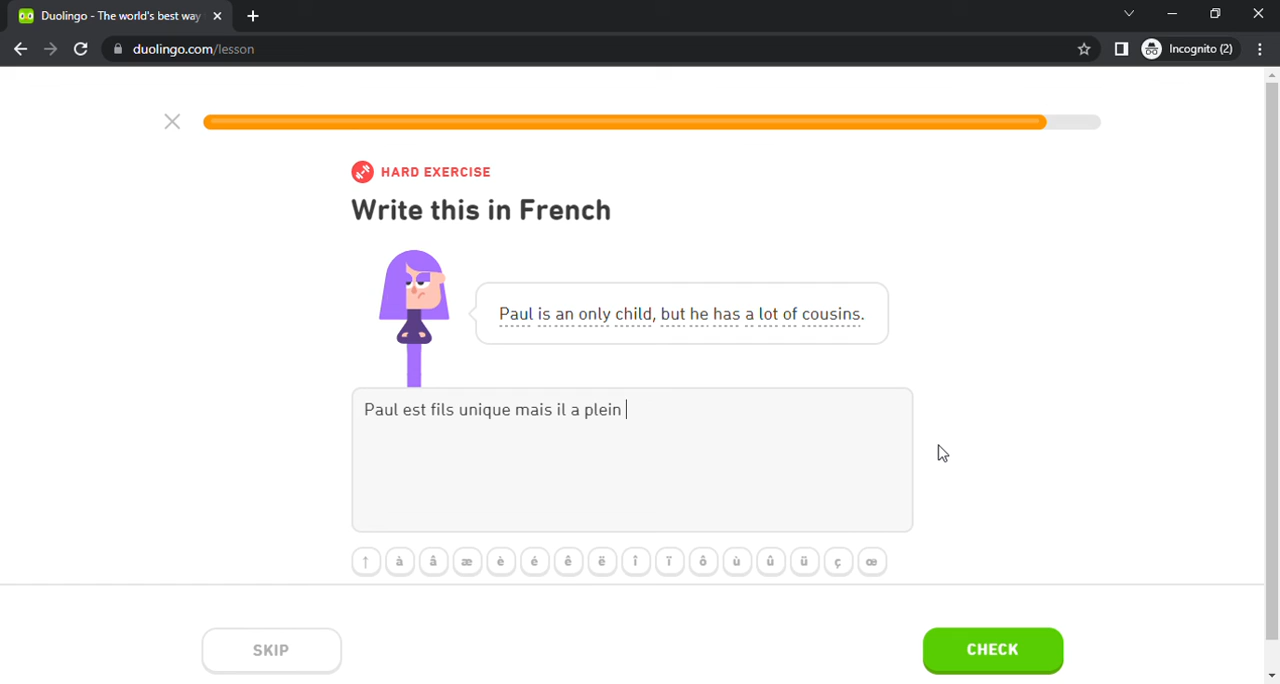 Duolingo - The world's best way
duolingo.com/lesson
Incognito (2)
HARD EXERCISE
Write this in French
Paul is an only child, but he has a lot of cousins.
Paul est fils unique mais il a plein
↑ à â æ è é ê ë î ï ô ù û ü ç œ
SKIP
CHECK